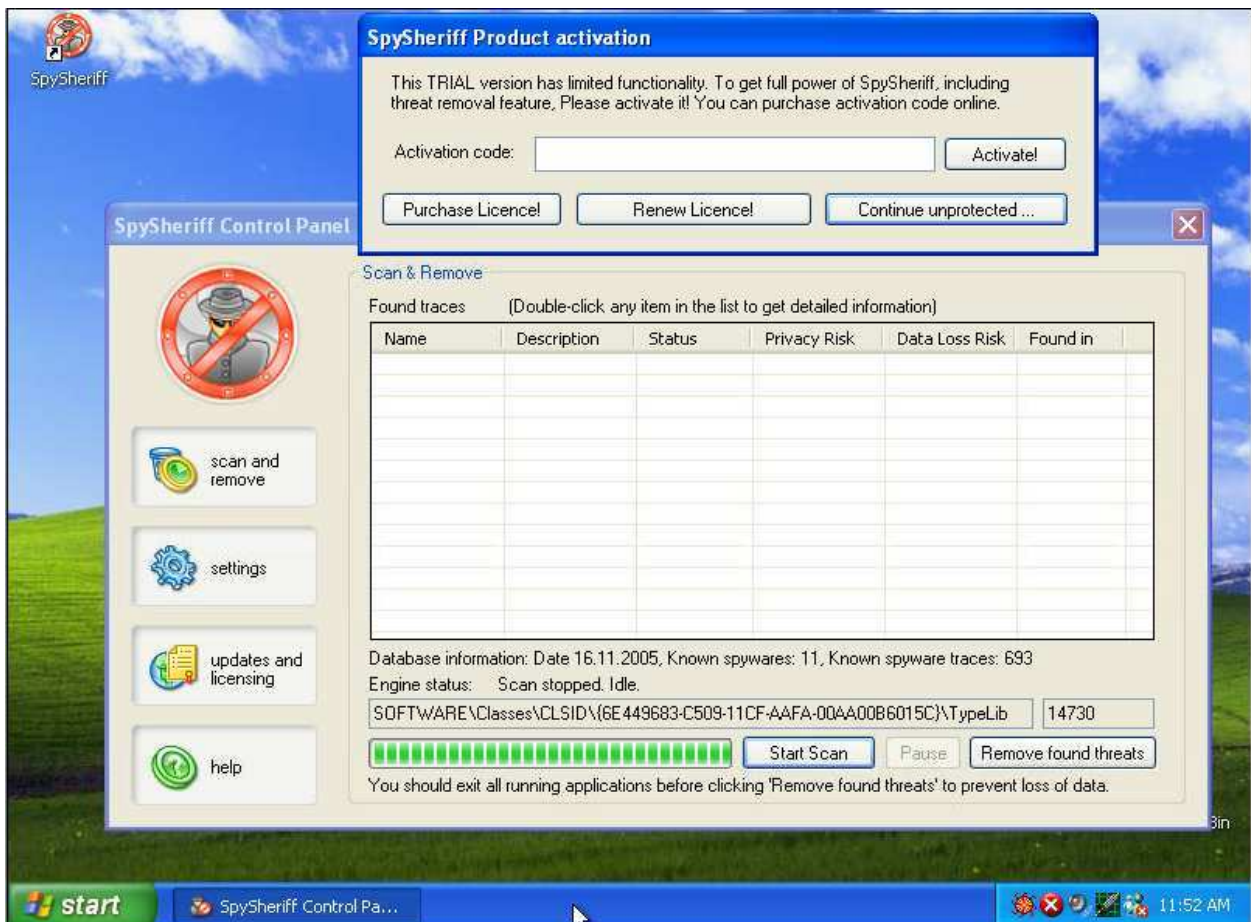 SpySheriff
SpySheriff Product activation
This TRIAL version has limited functionality. To get full power of SpySheriff, including
threat removal feature, Please activate it! You can purchase activation code online.
Activation code:
Activate!
Purchase Licence!
Renew Licence!
Continue unprotected ...
SpySheriff Control Panel
scan and
remove
settings
updates and
licensing
help
Scan & Remove
Found traces (Double-click any item in the list to get detailed information)
Name Description Status Privacy Risk Data Loss Risk Found in
Database information: Date 16.11.2005, Known spywares: 11, Known spyware traces: 693
Engine status: Scan stopped. Idle.
SOFTWARE\Classes\CLSID\{6E449683-C509-11CF-AAFA-00AA00B6015C}\TypeLib 14730
Start Scan Pause Remove found threats
You should exit all running applications before clicking 'Remove found threats' to prevent loss of data.
start SpySheriff Control Pa... 11:52 AM